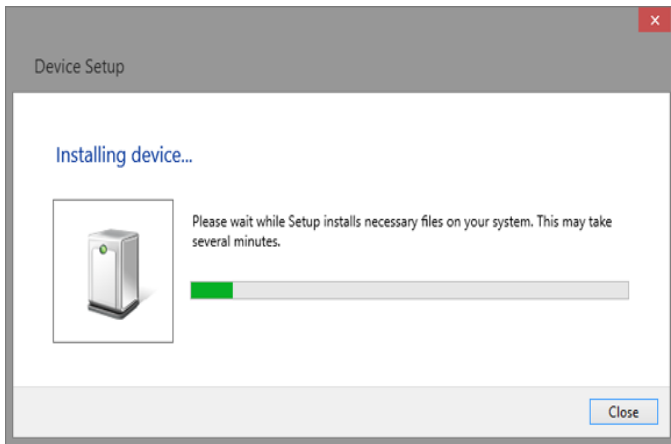 Device Setup
Installing device...
Please wait while Setup installs necessary files on your system. This may take
several minutes.
Close